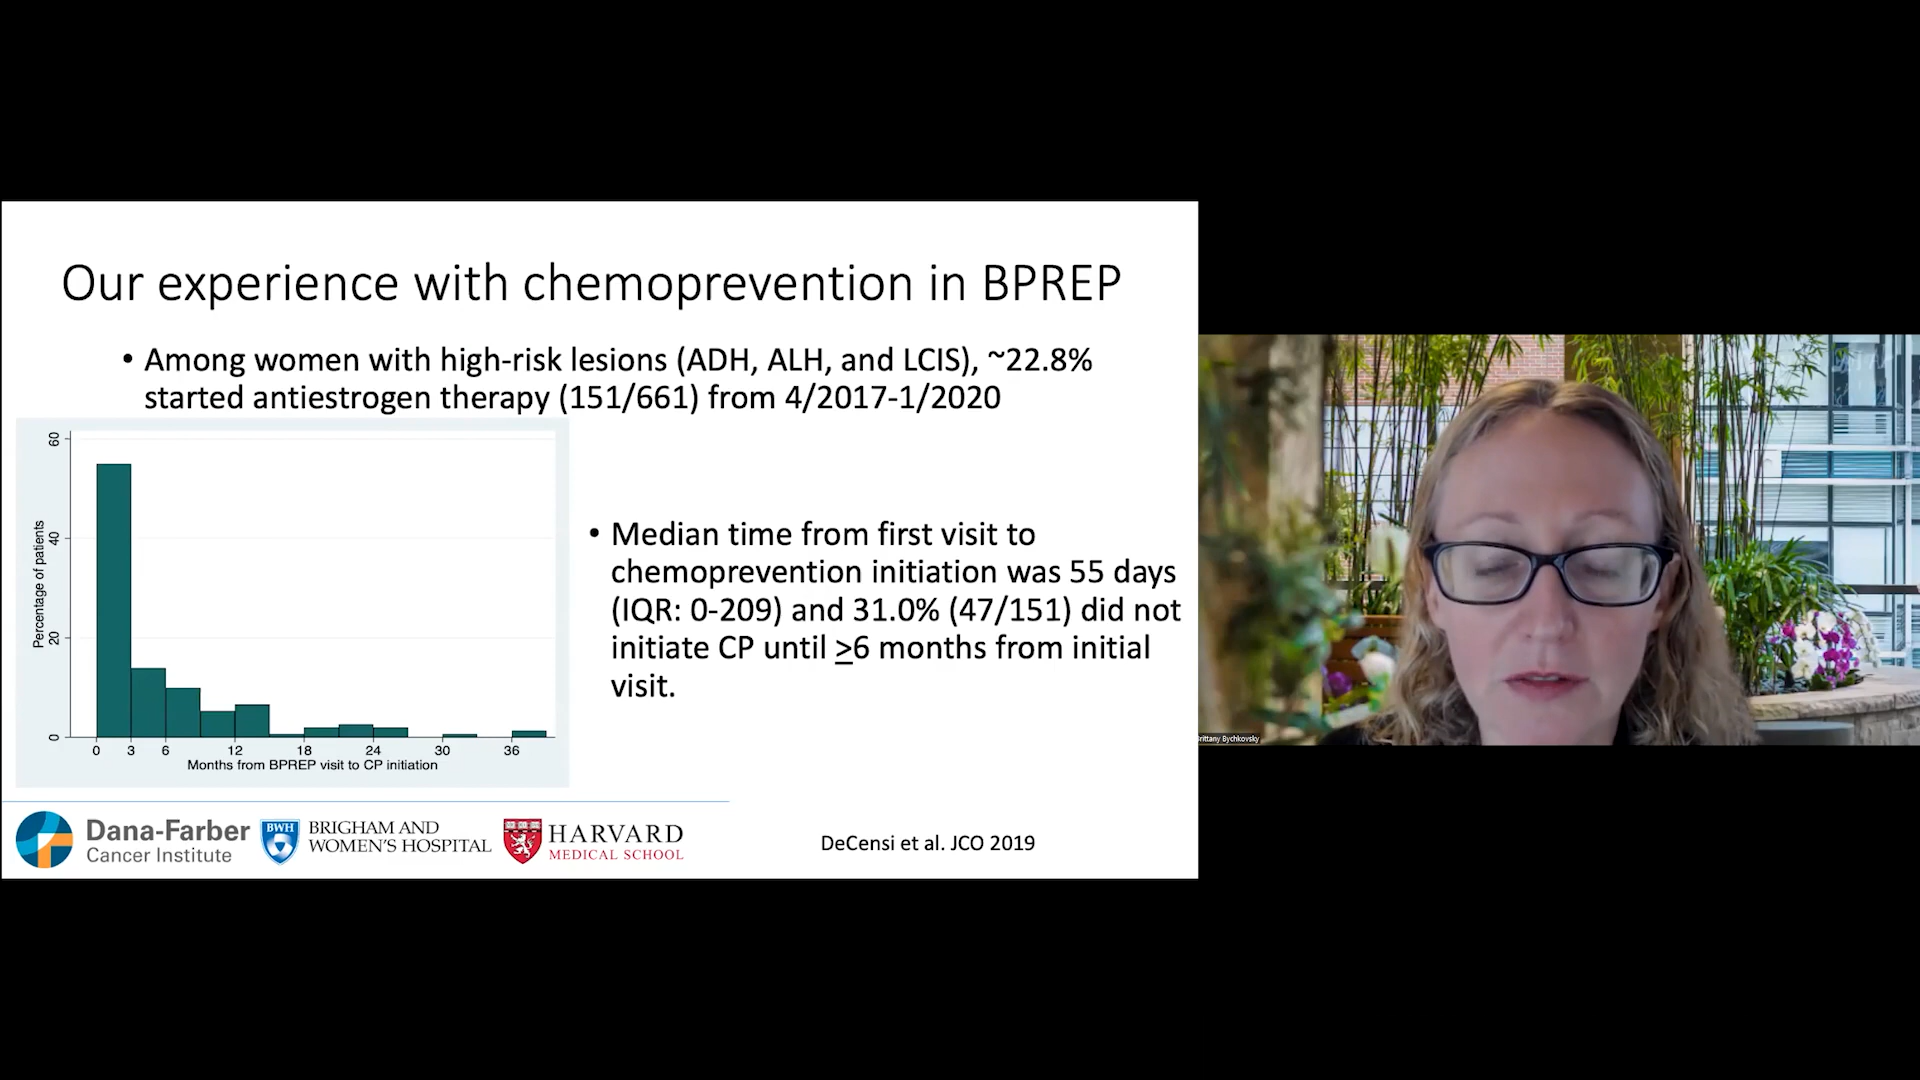 Our experience with chemoprevention in BPREP
• Among women with high-risk lesions (ADH, ALH, and LCIS), ~22.8%
started antiestrogen therapy (151/661) from 4/2017-1/2020
60
40
20
0
Percentage of patients
0 3 6 12 18 24 30 36
Months from BPREP visit to CP initiation
• Median time from first visit to
chemoprevention initiation was 55 days
(IQR: 0-209) and 31.0% (47/151) did not
initiate CP until ≥6 months from initial
visit.
Dana-Farber
Cancer Institute
BWH
BRIGHAM AND
WOMEN'S HOSPITAL
HARVARD
MEDICAL SCHOOL
DeCensi et al. JCO 2019
Brittany Bychkovsky